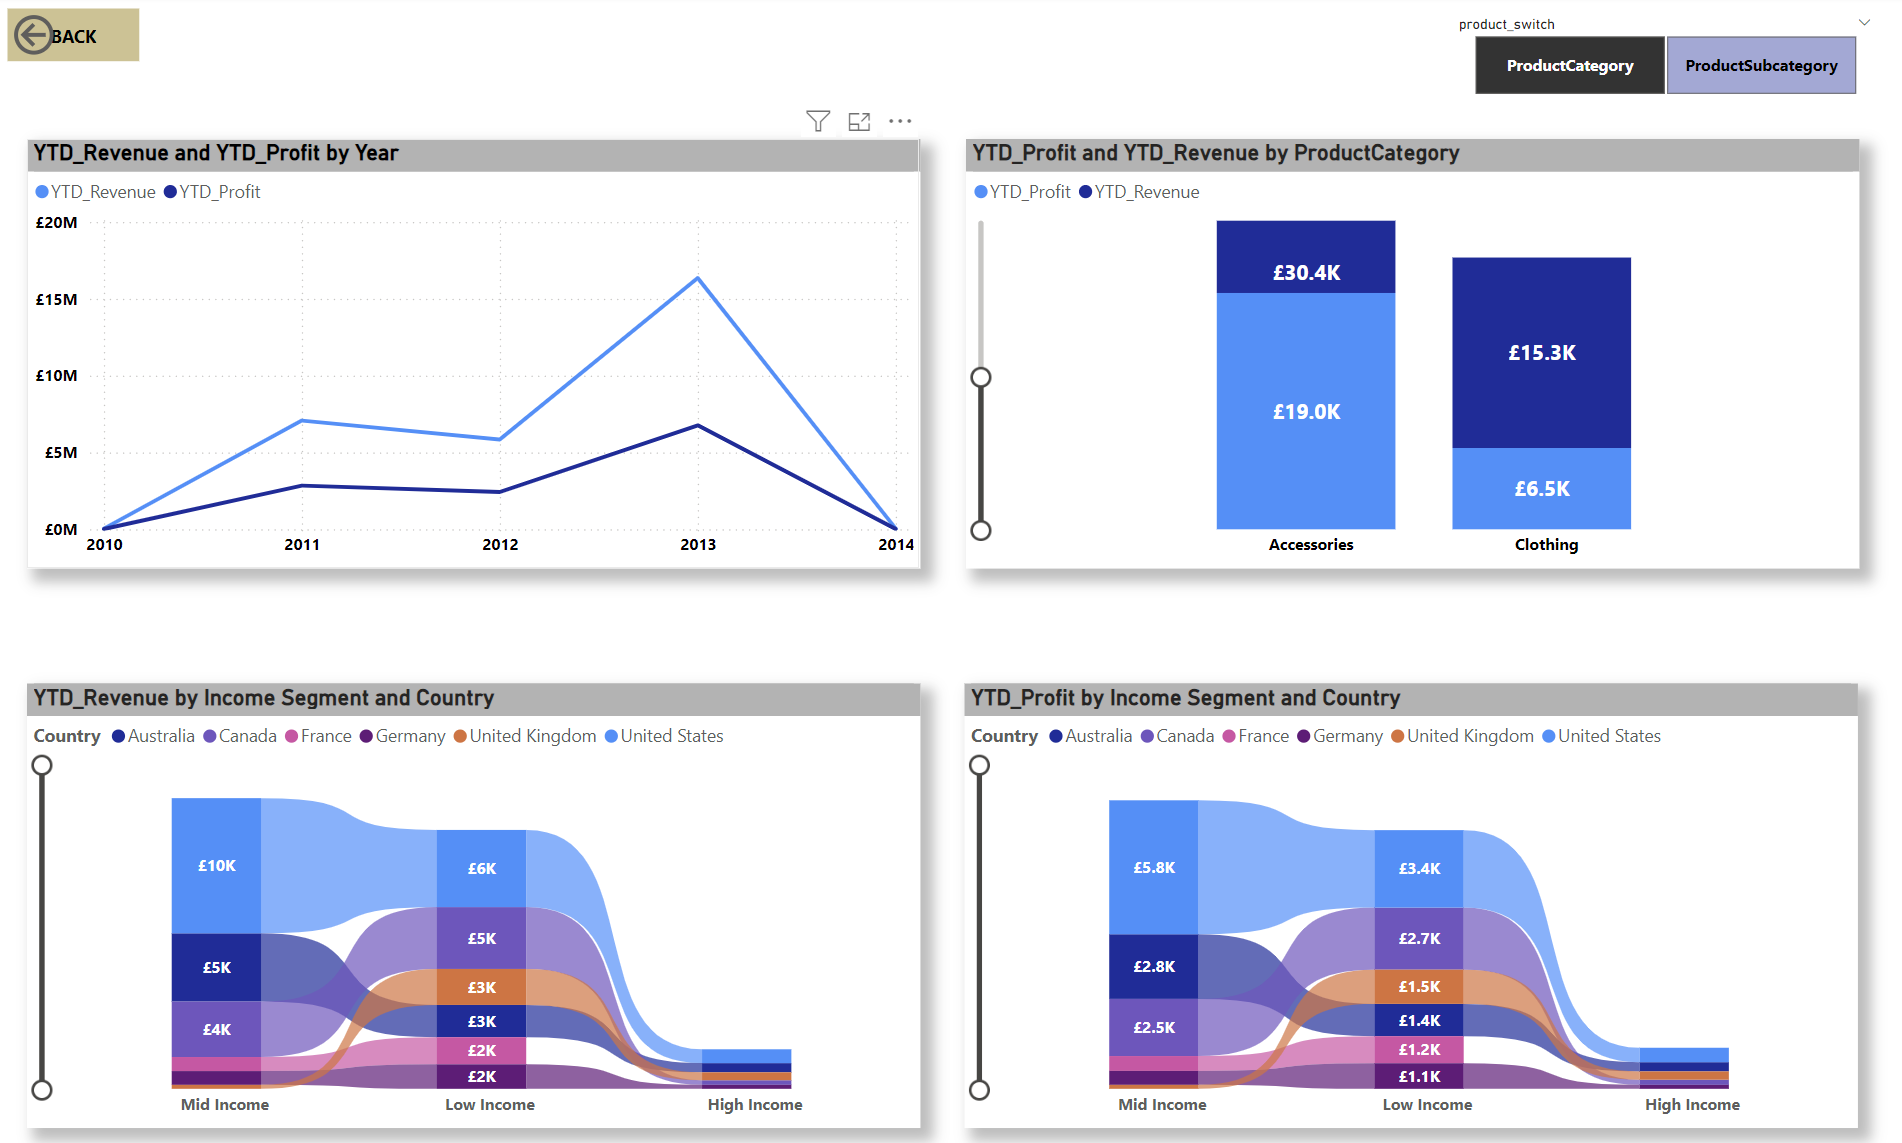 BACK
product_switch
ProductCategory
ProductSubcategory
YTD_Revenue and YTD_Profit by Year
YTD_Revenue YTD_Profit
£20M
£15M
£10M
£5M
£0M
2010 2011 2012 2013 2014
YTD_Profit and YTD_Revenue by ProductCategory
YTD_Profit YTD_Revenue
£30.4K
£19.0K
£15.3K
£6.5K
Accessories Clothing
YTD_Revenue by Income Segment and Country
Country Australia Canada France Germany United Kingdom United States
£10K
£5K
£4K
£6K
£5K
£3K
£3K
£2K
£2K
Mid Income Low Income High Income
YTD_Profit by Income Segment and Country
Country Australia Canada France Germany United Kingdom United States
£5.8K
£2.8K
£2.5K
£3.4K
£2.7K
£1.5K
£1.4K
£1.2K
£1.1K
Mid Income Low Income High Income